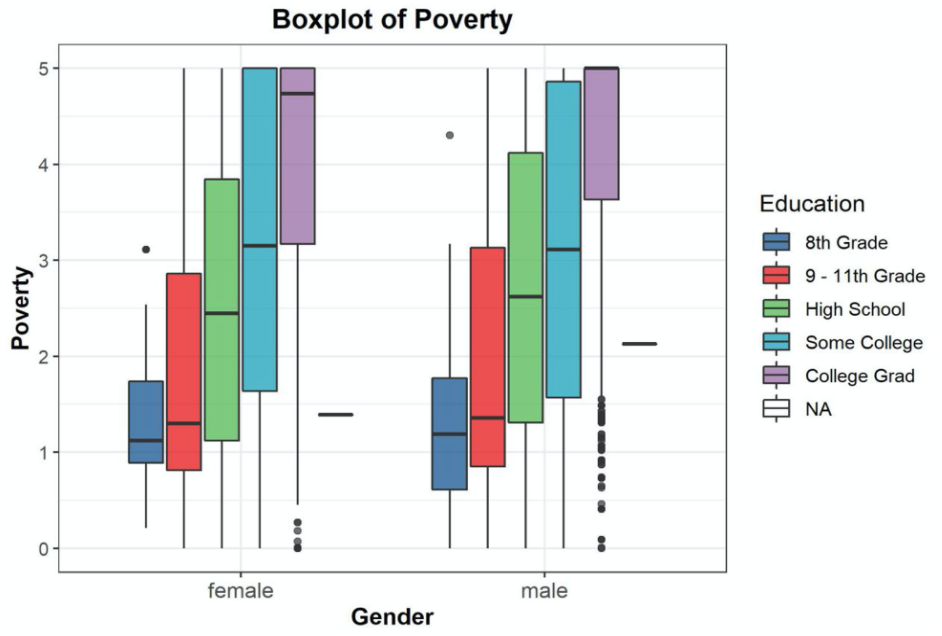 Boxplot of Poverty
Poverty
5
4
3
2
1
0
female
male
Gender
Education
8th Grade
9 - 11th Grade
High School
Some College
College Grad
NA